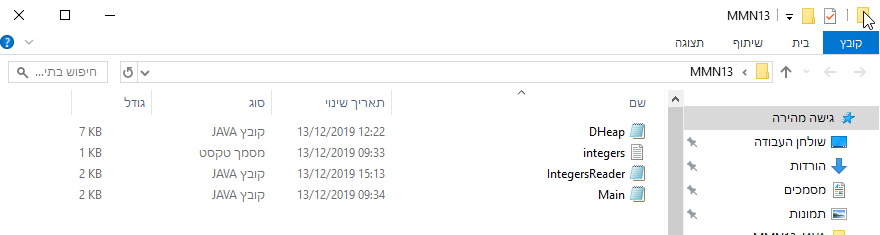 MMN13
קובץ בית שיתוף תצוגה
MMN13
חיפוש בתי...
שם תאריך שינוי סוג גודל
DHeap 13/12/2019 12:22 קובץ JAVA 7 KB
integers 13/12/2019 09:33 מסמך טקסט 1 KB
IntegersReader 13/12/2019 15:13 קובץ JAVA 2 KB
Main 13/12/2019 09:34 קובץ JAVA 2 KB
גישה מהירה
שולחן העבודה
הורדות
מסמכים
תמונות